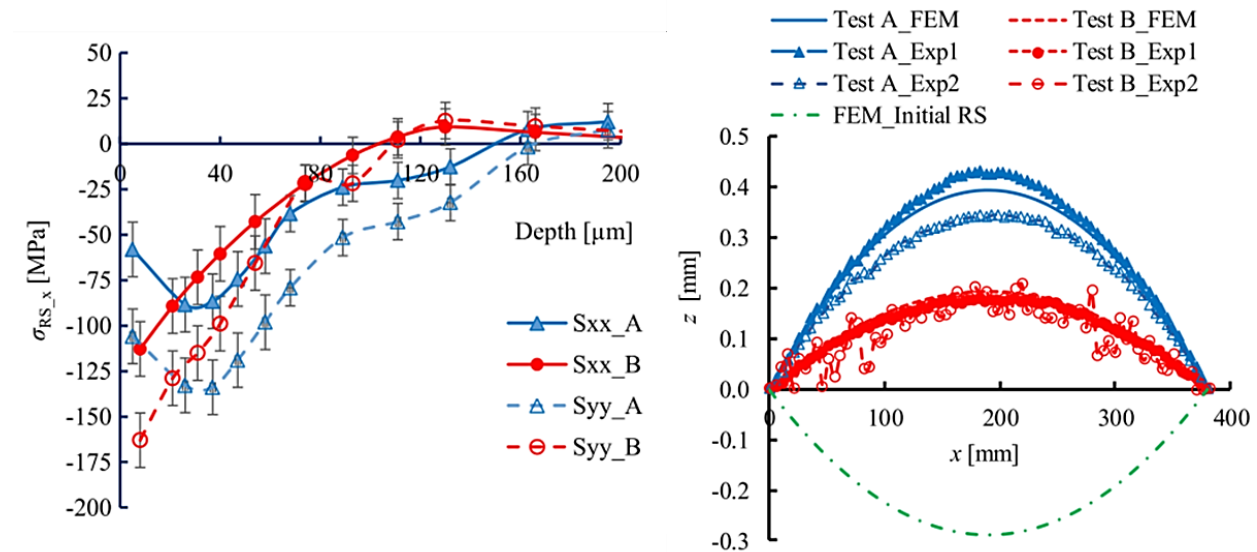 50
25
0
-25
-50
-75
-100
-125
-150
-175
-200
σRS_x [MPa]
0 40 80 120 160 200
Depth [µm]
Sxx_A
Sxx_B
Syy_A
Syy_B
Test A_FEM Test B_FEM
Test A_Exp1 Test B_Exp1
Test A_Exp2 Test B_Exp2
FEM_Initial RS
0.5
0.4
0.3
0.2
0.1
0.0
-0.1
-0.2
-0.3
z [mm]
0 100 200 300 400
x [mm]